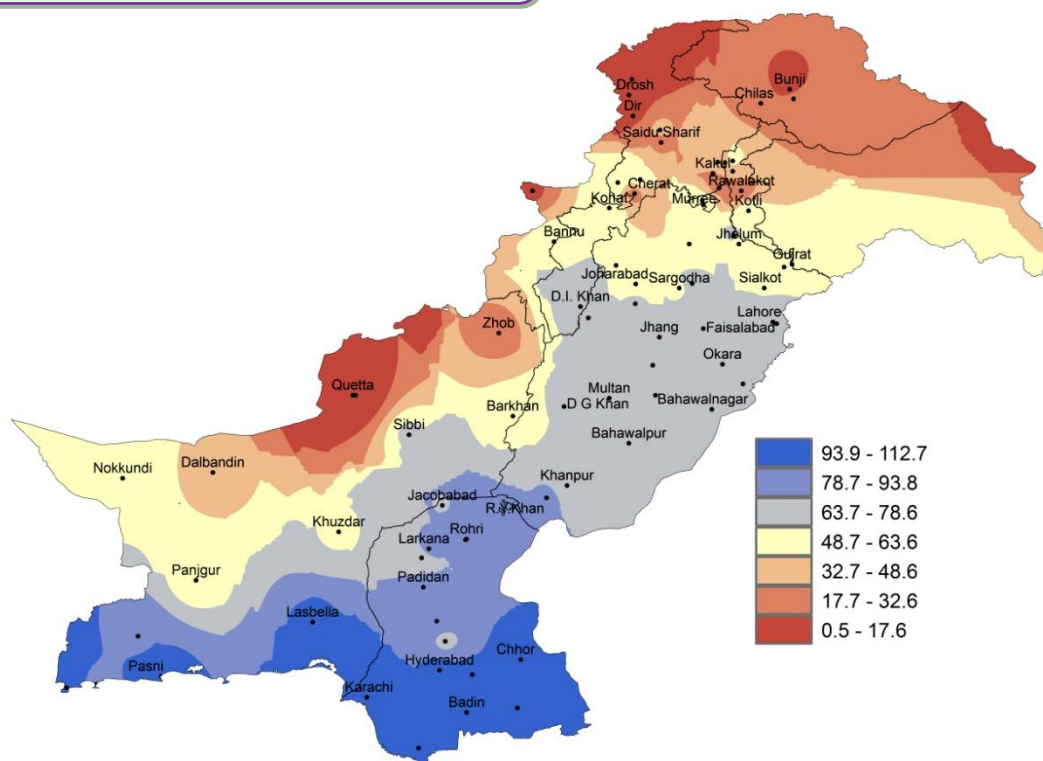 Drosh
Bunji
Chilas
Dir
Saidu Sharif
Kakul
Cherat
Rawalakot
Kohat
Murree
Kotli
Bannu
Jhelum
Gujrat
Joharabad
Sargodha
Sialkot
D.I. Khan
Lahore
Zhob
Jhang
Faisalabad
Okara
Quetta
Multan
Barkhan
D G Khan
Bahawalnagar
Sibbi
Bahawalpur
Nokkundi
Dalbandin
Khanpur
Jacobabad
R.Y.Khan
Khuzdar
Rohri
Larkana
Panjgur
Padidan
Lasbella
Chhor
Pasni
Hyderabad
Karachi
Badin
93.9 - 112.7
78.7 - 93.8
63.7 - 78.6
48.7 - 63.6
32.7 - 48.6
17.7 - 32.6
0.5 - 17.6